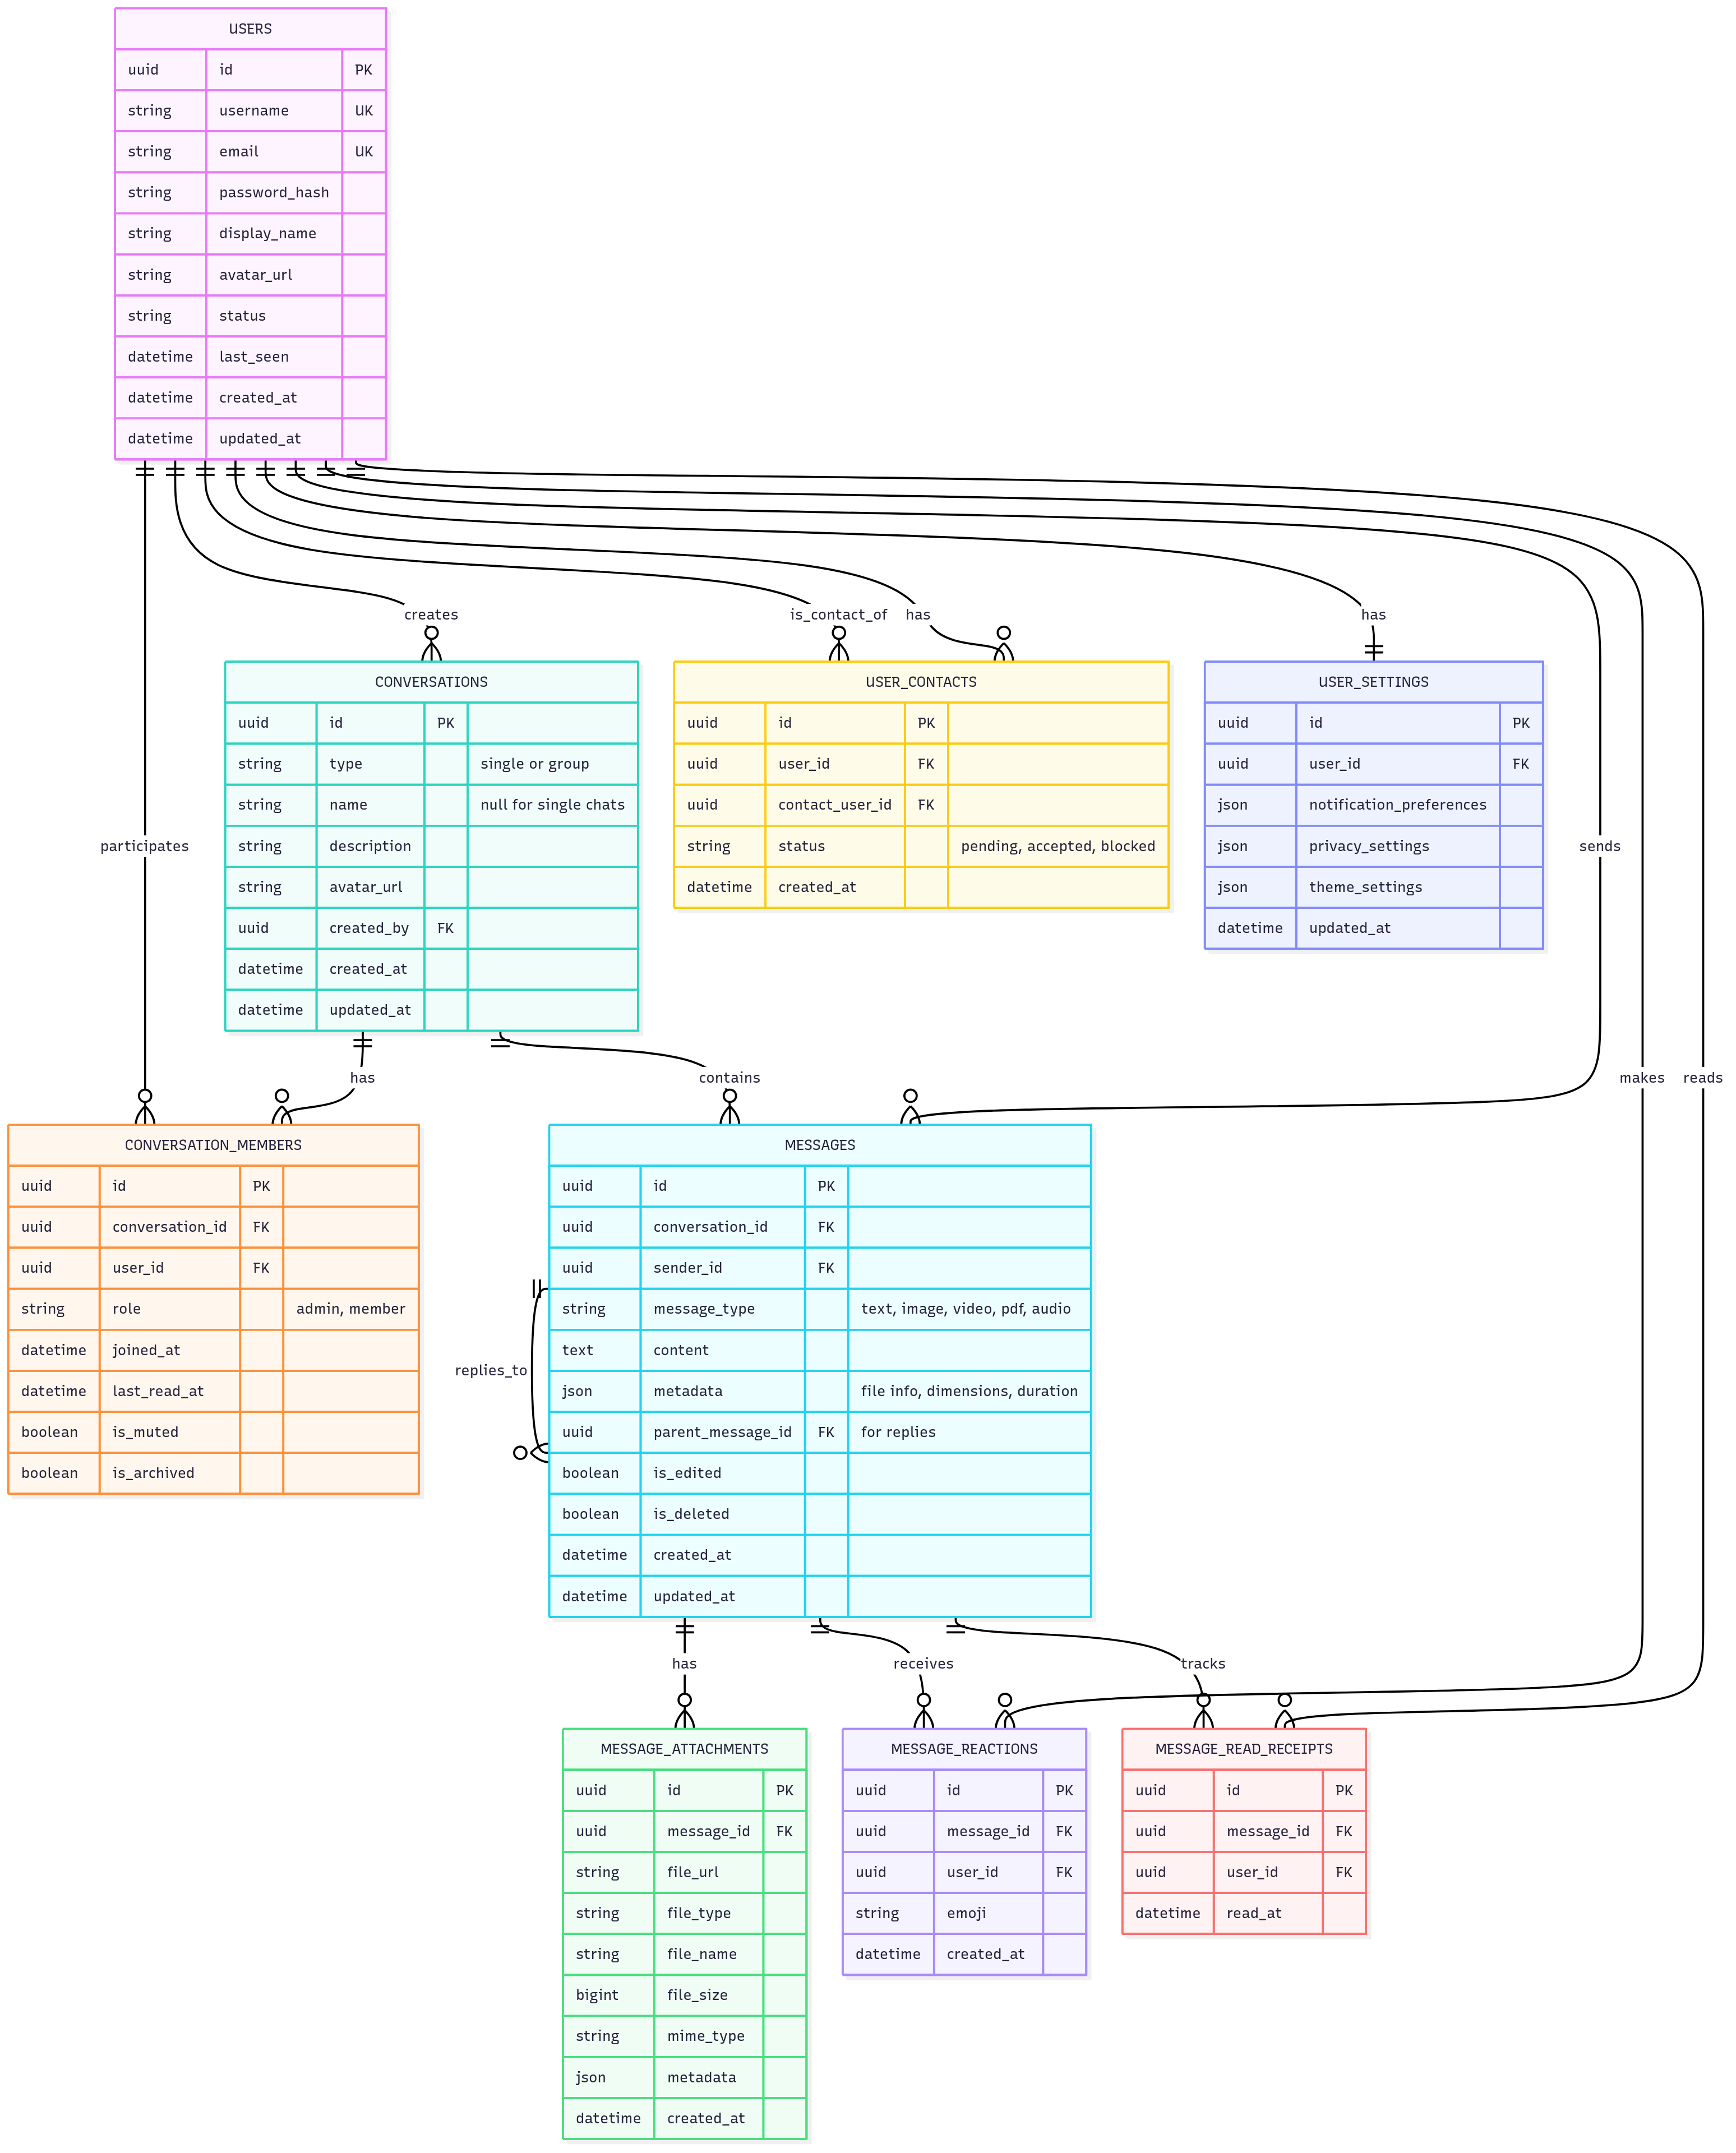 USERS
uuid id PK
string username UK
string email UK
string password_hash
string display_name
string avatar_url
string status
datetime last_seen
datetime created_at
datetime updated_at
creates
is_contact_of
has
has
CONVERSATIONS
uuid id PK
string type single or group
string name null for single chats
string description
string avatar_url
uuid created_by FK
datetime created_at
datetime updated_at
USER_CONTACTS
uuid id PK
uuid user_id FK
uuid contact_user_id FK
string status pending, accepted, blocked
datetime created_at
USER_SETTINGS
uuid id PK
uuid user_id FK
json notification_preferences
json privacy_settings
json theme_settings
datetime updated_at
participates
sends
has
contains
makes
reads
CONVERSATION_MEMBERS
uuid id PK
uuid conversation_id FK
uuid user_id FK
string role admin, member
datetime joined_at
datetime last_read_at
boolean is_muted
boolean is_archived
replies_to
MESSAGES
uuid id PK
uuid conversation_id FK
uuid sender_id FK
string message_type text, image, video, pdf, audio
text content
json metadata file info, dimensions, duration
uuid parent_message_id FK for replies
boolean is_edited
boolean is_deleted
datetime created_at
datetime updated_at
has
receives
tracks
MESSAGE_ATTACHMENTS
uuid id PK
uuid message_id FK
string file_url
string file_type
string file_name
bigint file_size
string mime_type
json metadata
datetime created_at
MESSAGE_REACTIONS
uuid id PK
uuid message_id FK
uuid user_id FK
string emoji
datetime created_at
MESSAGE_READ_RECEIPTS
uuid id PK
uuid message_id FK
uuid user_id FK
datetime read_at